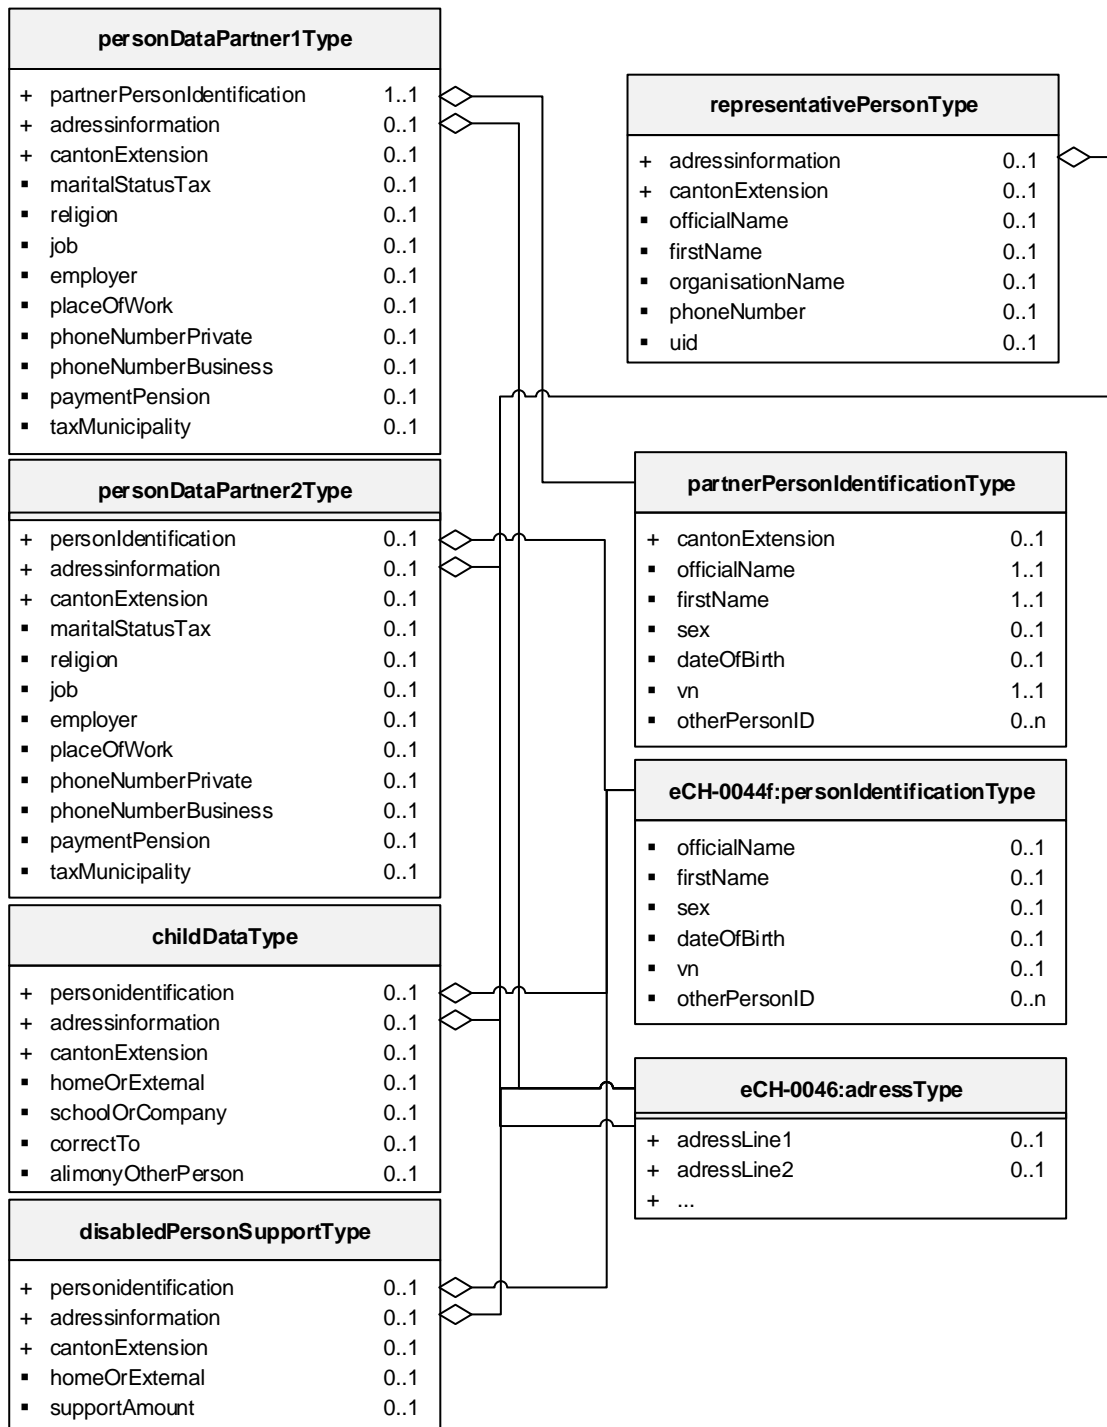 personDataPartner1Type
+ partnerPersonIdentification 1..1
+ adressinformation 0..1
+ cantonExtension 0..1
▪ maritalStatusTax 0..1
▪ religion 0..1
▪ job 0..1
▪ employer 0..1
▪ placeOfWork 0..1
▪ phoneNumberPrivate 0..1
▪ phoneNumberBusiness 0..1
▪ paymentPension 0..1
▪ taxMunicipality 0..1
personDataPartner2Type
+ personIdentification 0..1
+ adressinformation 0..1
+ cantonExtension 0..1
▪ maritalStatusTax 0..1
▪ religion 0..1
▪ job 0..1
▪ employer 0..1
▪ placeOfWork 0..1
▪ phoneNumberPrivate 0..1
▪ phoneNumberBusiness 0..1
▪ paymentPension 0..1
▪ taxMunicipality 0..1
childDataType
+ personidentification 0..1
+ adressinformation 0..1
+ cantonExtension 0..1
▪ homeOrExternal 0..1
▪ schoolOrCompany 0..1
▪ correctTo 0..1
▪ alimonyOtherPerson 0..1
disabledPersonSupportType
+ personidentification 0..1
+ adressinformation 0..1
+ cantonExtension 0..1
▪ homeOrExternal 0..1
▪ supportAmount 0..1
representativePersonType
+ adressinformation 0..1
+ cantonExtension 0..1
▪ officialName 0..1
▪ firstName 0..1
▪ organisationName 0..1
▪ phoneNumber 0..1
▪ uid 0..1
partnerPersonIdentificationType
+ cantonExtension 0..1
▪ officialName 1..1
▪ firstName 1..1
▪ sex 0..1
▪ dateOfBirth 0..1
▪ vn 1..1
▪ otherPersonID 0..n
eCH-0044f:personIdentificationType
▪ officialName 0..1
▪ firstName 0..1
▪ sex 0..1
▪ dateOfBirth 0..1
▪ vn 0..1
▪ otherPersonID 0..n
eCH-0046:adressType
+ adressLine1 0..1
+ adressLine2 0..1
+ ...